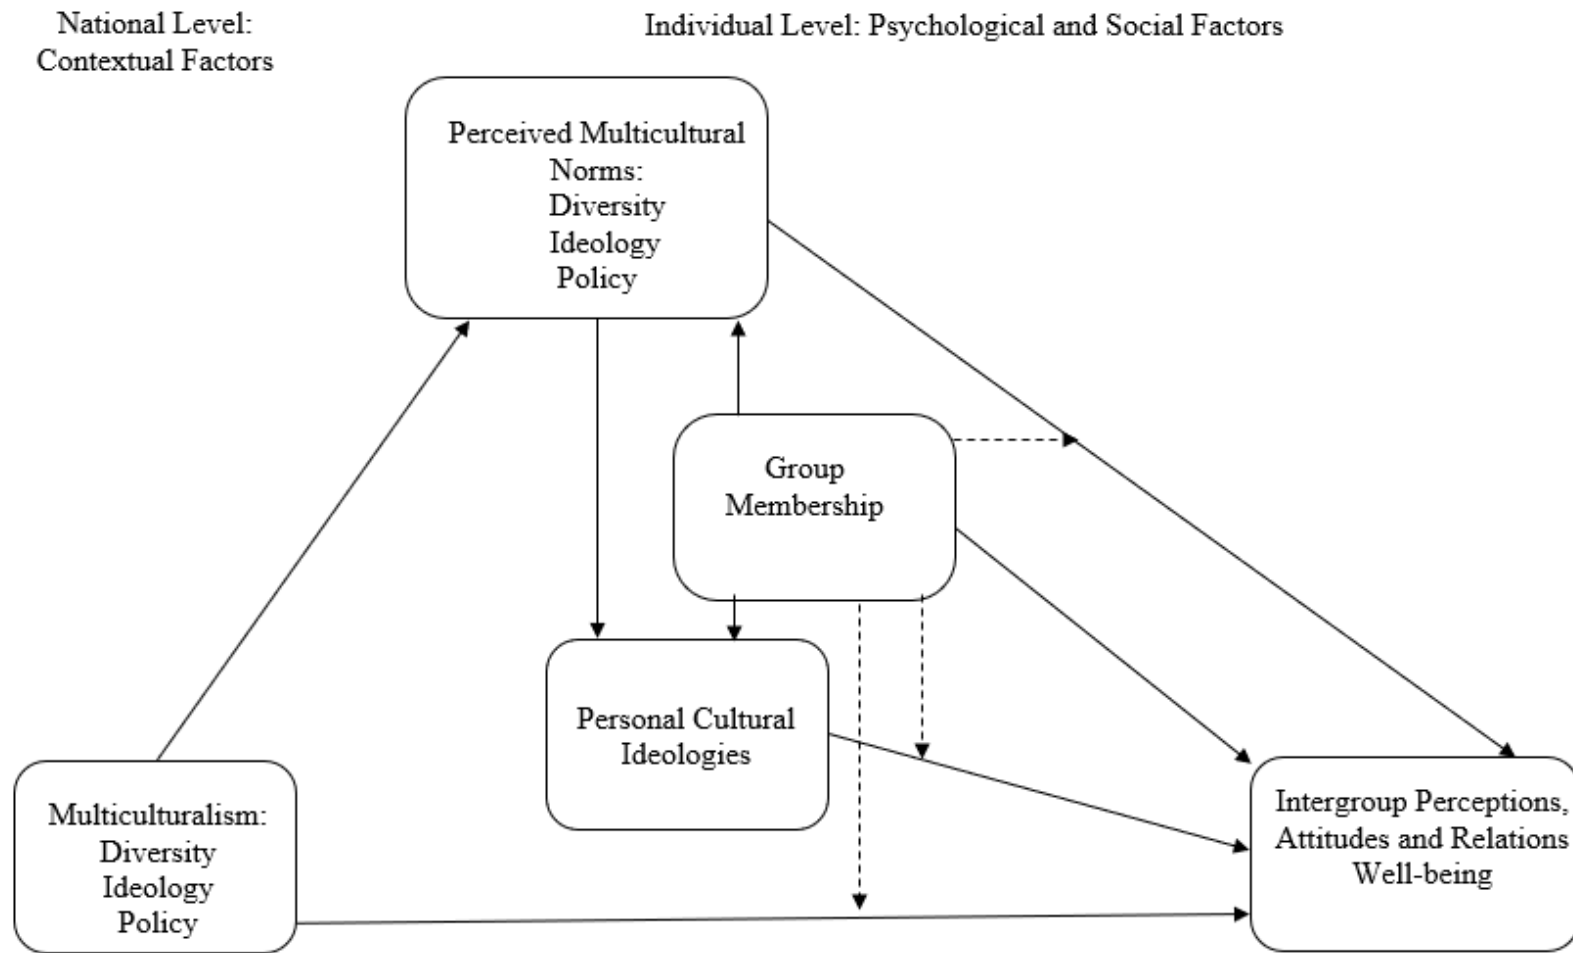 National Level:
Contextual Factors
Individual Level: Psychological and Social Factors
Perceived Multicultural
Norms:
Diversity
Ideology
Policy
Group
Membership
Personal Cultural
Ideologies
Multiculturalism:
Diversity
Ideology
Policy
Intergroup Perceptions,
Attitudes and Relations
Well-being